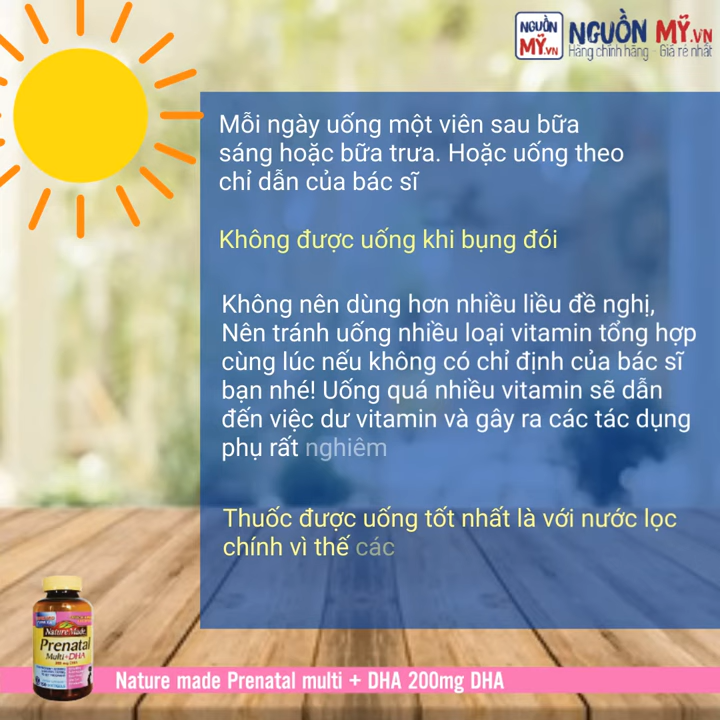 NGUỒN MỸ.VN NGUỒN MỸ.VN
Hàng chính hãng - Giá rẻ nhất
Mỗi ngày uống một viên sau bữa
sáng hoặc bữa trưa. Hoặc uống theo
chỉ dẫn của bác sĩ
Không được uống khi bụng đói
Không nên dùng hơn nhiều liều đề nghị,
Nên tránh uống nhiều loại vitamin tổng hợp
cùng lúc nếu không có chỉ định của bác sĩ
bạn nhé! Uống quá nhiều vitamin sẽ dẫn
đến việc dư vitamin và gây ra các tác dụng
phụ rất nghiêm
Thuốc được uống tốt nhất là với nước lọc
chính vì thế các
Nature Made
Prenatal
Multi+DHA
Nature made Prenatal multi + DHA 200mg DHA